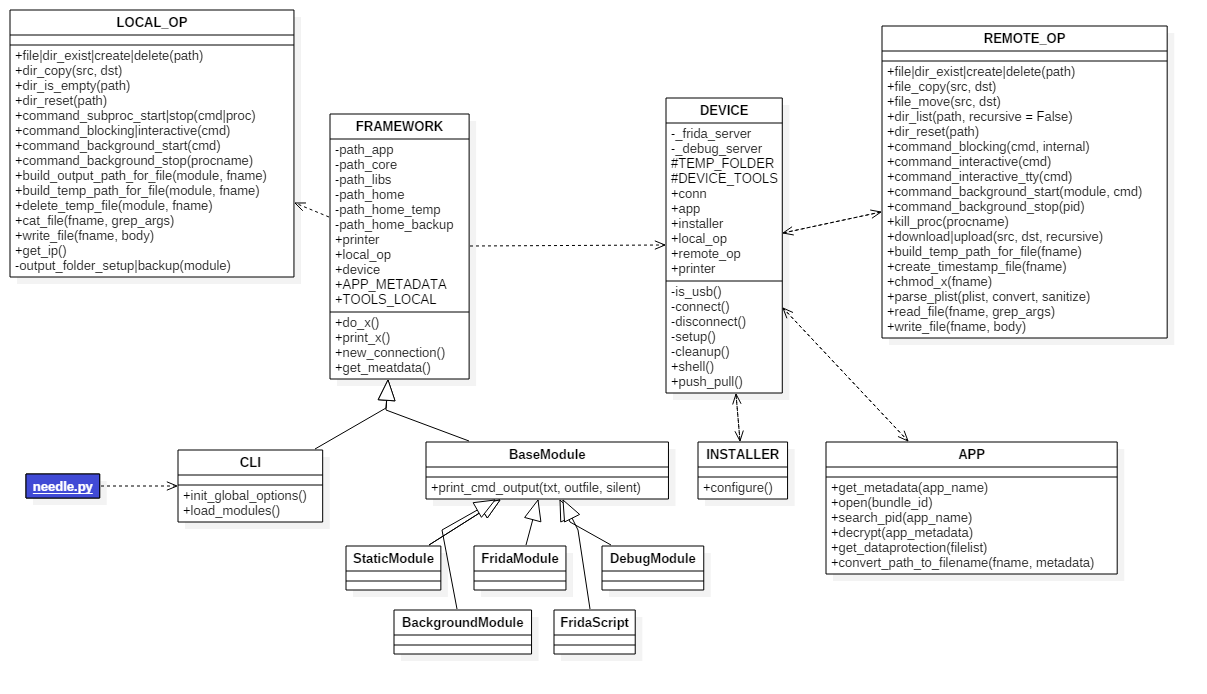 LOCAL_OP
+file|dir_exist|create|delete(path)
+dir_copy(src, dst)
+dir_is_empty(path)
+dir_reset(path)
+command_subproc_start|stop(cmd|proc)
+command_blocking|interactive(cmd)
+command_background_start(cmd)
+command_background_stop(procname)
+build_output_path_for_file(module, fname)
+build_temp_path_for_file(module, fname)
+delete_temp_file(module, fname)
+cat_file(fname, grep_args)
+write_file(fname, body)
+get_ip()
-output_folder_setup|backup(module)
FRAMEWORK
-path_app
-path_core
-path_libs
-path_home
-path_home_temp
-path_home_backup
+printer
+local_op
+device
+APP_METADATA
+TOOLS_LOCAL
+do_x()
+print_x()
+new_connection()
+get_meatdata()
DEVICE
-_frida_server
-_debug_server
#TEMP_FOLDER
#DEVICE_TOOLS
+conn
+app
+installer
+local_op
+remote_op
+printer
-is_usb()
-connect()
-disconnect()
-setup()
-cleanup()
+shell()
+push_pull()
REMOTE_OP
+file|dir_exist|create|delete(path)
+file_copy(src, dst)
+file_move(src, dst)
+dir_list(path, recursive = False)
+dir_reset(path)
+command_blocking(cmd, internal)
+command_interactive(cmd)
+command_interactive_tty(cmd)
+command_background_start(module, cmd)
+command_background_stop(pid)
+kill_proc(procname)
+download|upload(src, dst, recursive)
+build_temp_path_for_file(fname)
+create_timestamp_file(fname)
+chmod_x(fname)
+parse_plist(plist, convert, sanitize)
+read_file(fname, grep_args)
+write_file(fname, body)
needle.py
CLI
+init_global_options()
+load_modules()
BaseModule
+print_cmd_output(txt, outfile, silent)
INSTALLER
+configure()
APP
+get_metadata(app_name)
+open(bundle_id)
+search_pid(app_name)
+decrypt(app_metadata)
+get_dataprotection(filelist)
+convert_path_to_filename(fname, metadata)
StaticModule
FridaModule
DebugModule
BackgroundModule
FridaScript